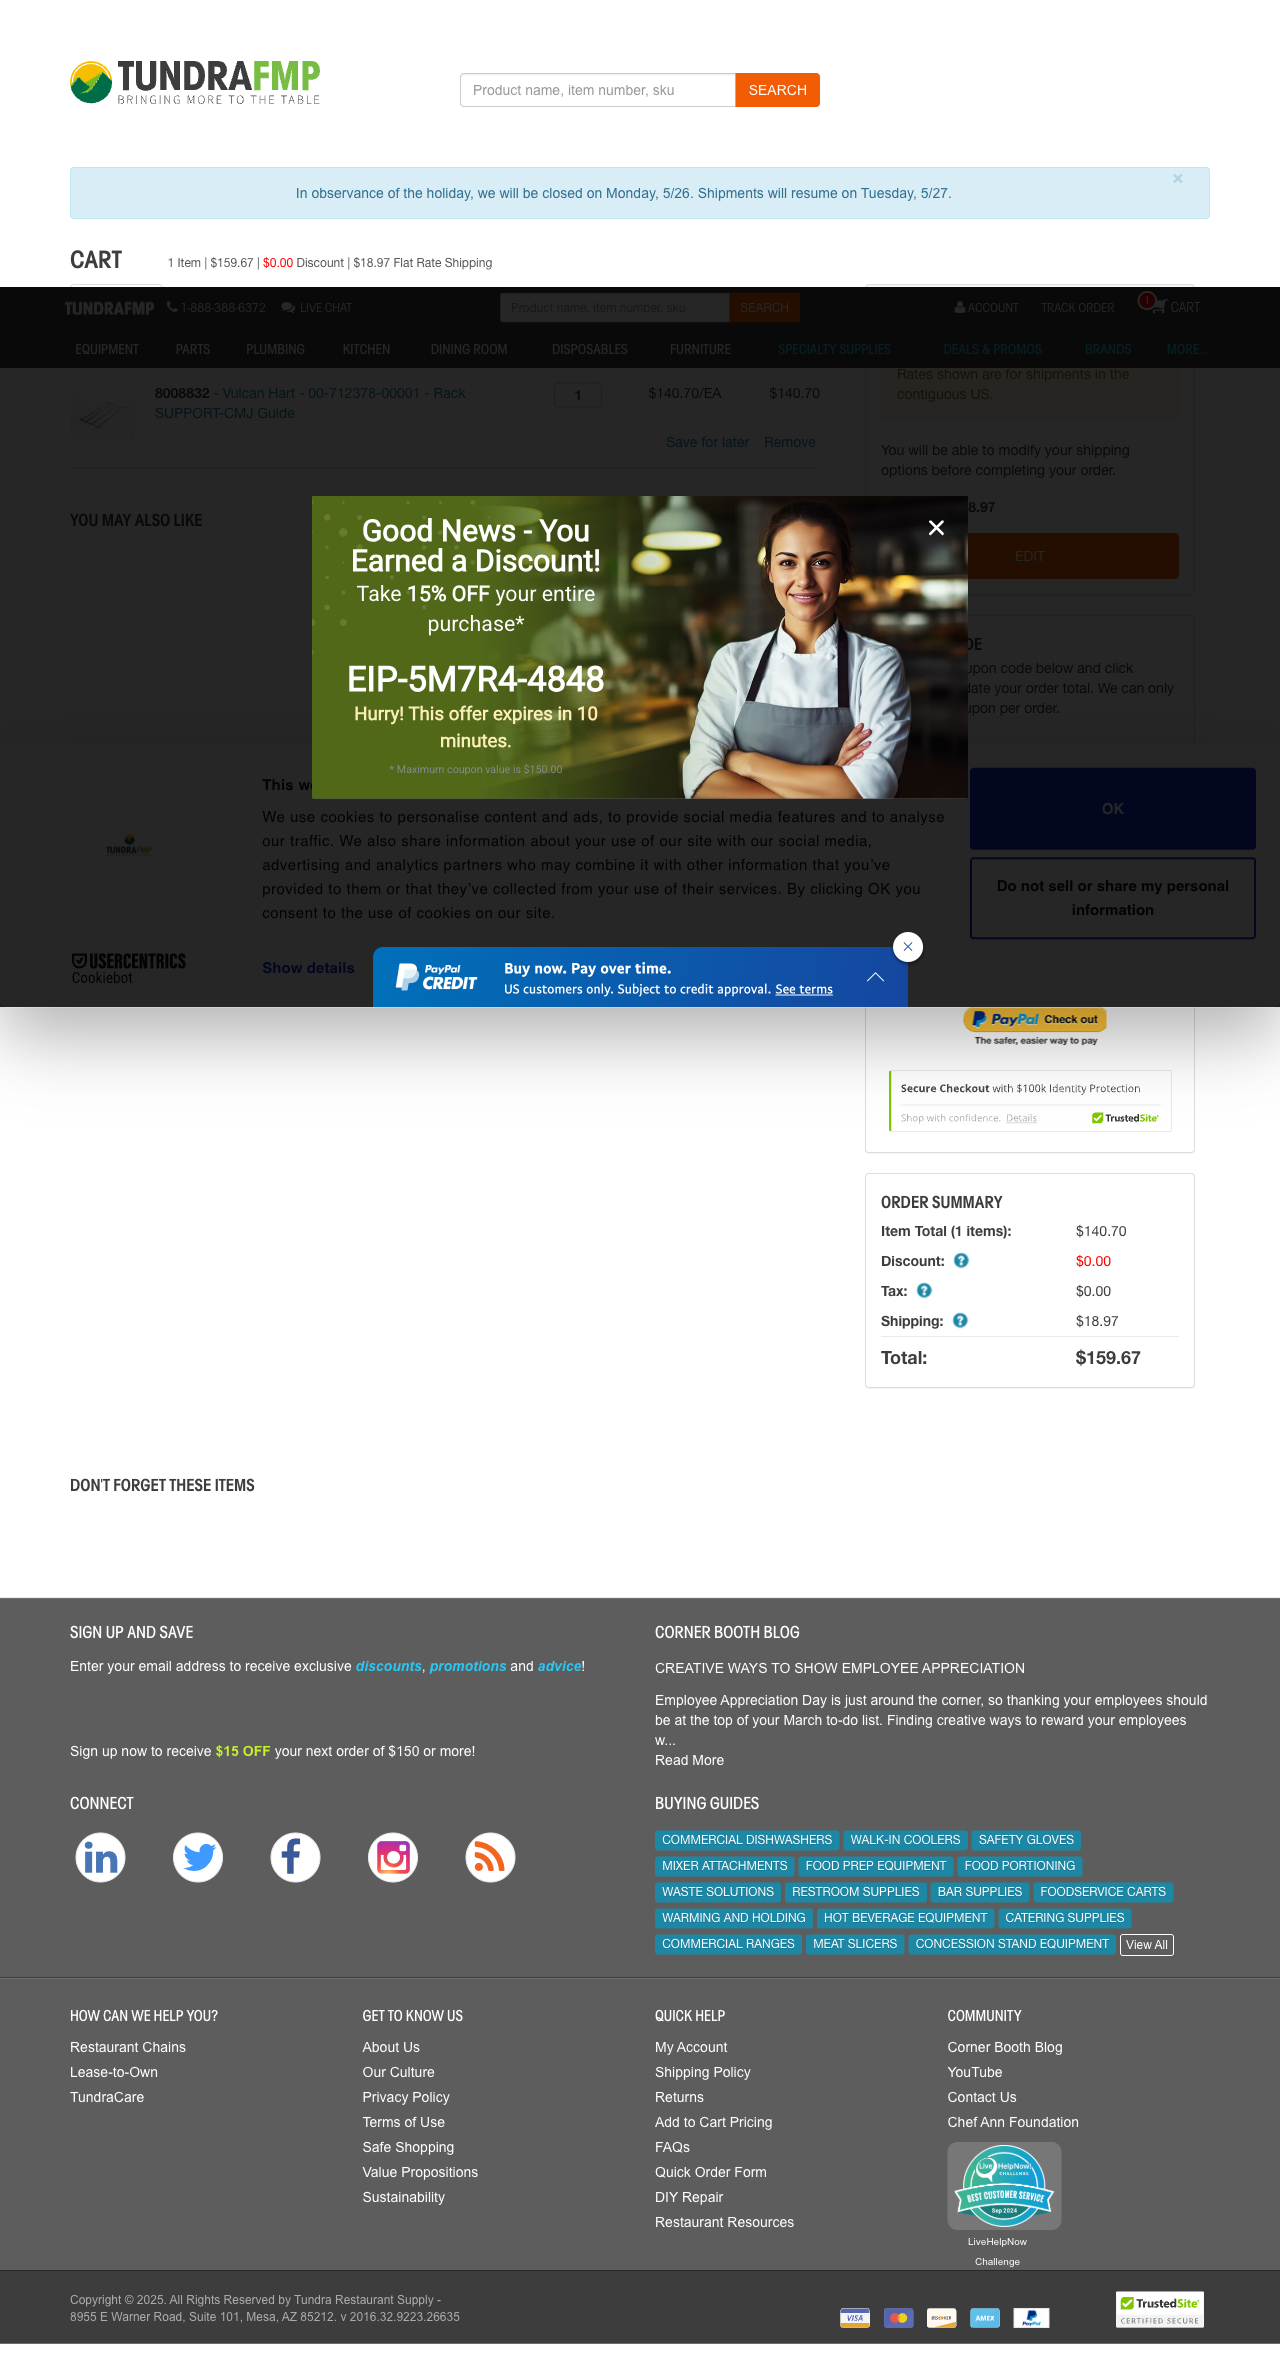 TUNDRAFMP
BRINGING MORE TO THE TABLE
Product name, item number, sku
SEARCH
In observance of the holiday, we will be closed on Monday, 5/26. Shipments will resume on Tuesday, 5/27.
×
CART
1 Item | $159.67 | $0.00 Discount | $18.97 Flat Rate Shipping
TUNDRAFMP
1-888-388-6372
LIVE CHAT
Product name, item number, sku
SEARCH
ACCOUNT
TRACK ORDER
1
CART
EQUIPMENT
PARTS
PLUMBING
KITCHEN
DINING ROOM
DISPOSABLES
FURNITURE
SPECIALTY SUPPLIES
DEALS & PROMOS
BRANDS
MORE...
8008832 - Vulcan Hart - 00-712378-00001 - Rack
SUPPORT-CMJ Guide
1
$140.70/EA
$140.70
Save for later
Remove
Rates shown are for shipments in the
contiguous US.
You will be able to modify your shipping
options before completing your order.
8.97
EDIT
YOU MAY ALSO LIKE
Good News - You
Earned a Discount!
Take 15% OFF your entire
purchase*
EIP-5M7R4-4848
Hurry! This offer expires in 10
minutes.
* Maximum coupon value is $150.00
DE
upon code below and click
date your order total. We can only
upon per order.
This w
We use cookies to personalise content and ads, to provide social media features and to analyse
our traffic. We also share information about your use of our site with our social media,
advertising and analytics partners who may combine it with other information that you've
provided to them or that they've collected from your use of their services. By clicking OK you
consent to the use of cookies on our site.
TUNDRAFMP
OK
Do not sell or share my personal
information
USERCENTRICS
Cookiebot
Show details
PayPal
CREDIT
Buy now. Pay over time.
US customers only. Subject to credit approval. See terms
PayPal Check out
The safer, easier way to pay
Secure Checkout with $100k Identity Protection
Shop with confidence. Details
TrustedSite
ORDER SUMMARY
Item Total (1 items): $140.70
Discount: ? $0.00
Tax: ? $0.00
Shipping: ? $18.97
Total: $159.67
DON'T FORGET THESE ITEMS
SIGN UP AND SAVE
Enter your email address to receive exclusive discounts, promotions and advice!
Sign up now to receive $15 OFF your next order of $150 or more!
CONNECT
in
CORNER BOOTH BLOG
CREATIVE WAYS TO SHOW EMPLOYEE APPRECIATION
Employee Appreciation Day is just around the corner, so thanking your employees should
be at the top of your March to-do list. Finding creative ways to reward your employees
w...
Read More
BUYING GUIDES
COMMERCIAL DISHWASHERS WALK-IN COOLERS SAFETY GLOVES
MIXER ATTACHMENTS FOOD PREP EQUIPMENT FOOD PORTIONING
WASTE SOLUTIONS RESTROOM SUPPLIES BAR SUPPLIES FOODSERVICE CARTS
WARMING AND HOLDING HOT BEVERAGE EQUIPMENT CATERING SUPPLIES
COMMERCIAL RANGES MEAT SLICERS CONCESSION STAND EQUIPMENT View All
HOW CAN WE HELP YOU?
Restaurant Chains
Lease-to-Own
TundraCare
GET TO KNOW US
About Us
Our Culture
Privacy Policy
Terms of Use
Safe Shopping
Value Propositions
Sustainability
QUICK HELP
My Account
Shipping Policy
Returns
Add to Cart Pricing
FAQs
Quick Order Form
DIY Repair
Restaurant Resources
COMMUNITY
Corner Booth Blog
YouTube
Contact Us
Chef Ann Foundation
Live HelpNow!
CHALLENGE
BEST CUSTOMER SERVICE
Sep 2024
LiveHelpNow
Challenge
Copyright © 2025. All Rights Reserved by Tundra Restaurant Supply -
8955 E Warner Road, Suite 101, Mesa, AZ 85212. v 2016.32.9223.26635
VISA
DISCOVER
AMEX
PayPal
TrustedSite
CERTIFIED SECURE